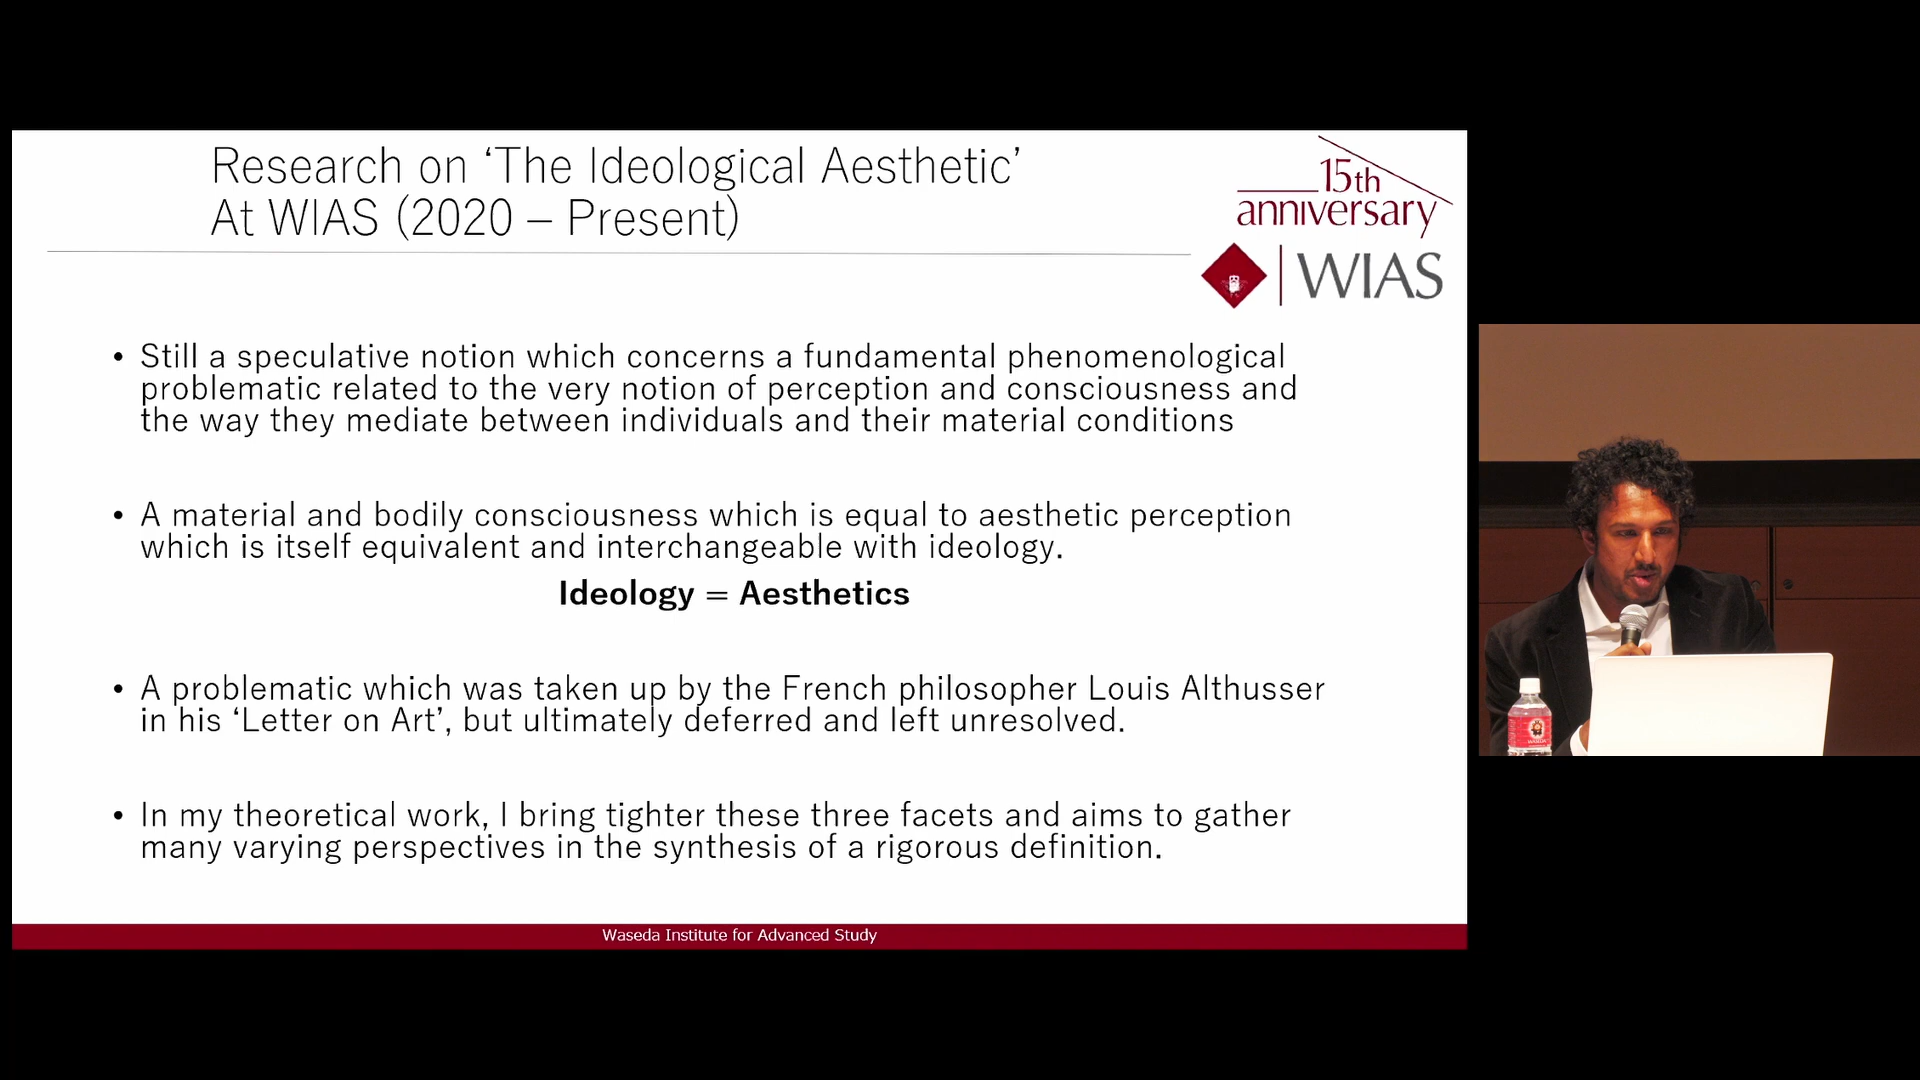 Research on ‘The Ideological Aesthetic’
At WIAS (2020 – Present)
15th
anniversary
WIAS
• Still a speculative notion which concerns a fundamental phenomenological
problematic related to the very notion of perception and consciousness and
the way they mediate between individuals and their material conditions
• A material and bodily consciousness which is equal to aesthetic perception
which is itself equivalent and interchangeable with ideology.
Ideology = Aesthetics
• A problematic which was taken up by the French philosopher Louis Althusser
in his ‘Letter on Art’, but ultimately deferred and left unresolved.
• In my theoretical work, I bring tighter these three facets and aims to gather
many varying perspectives in the synthesis of a rigorous definition.
Waseda Institute for Advanced Study